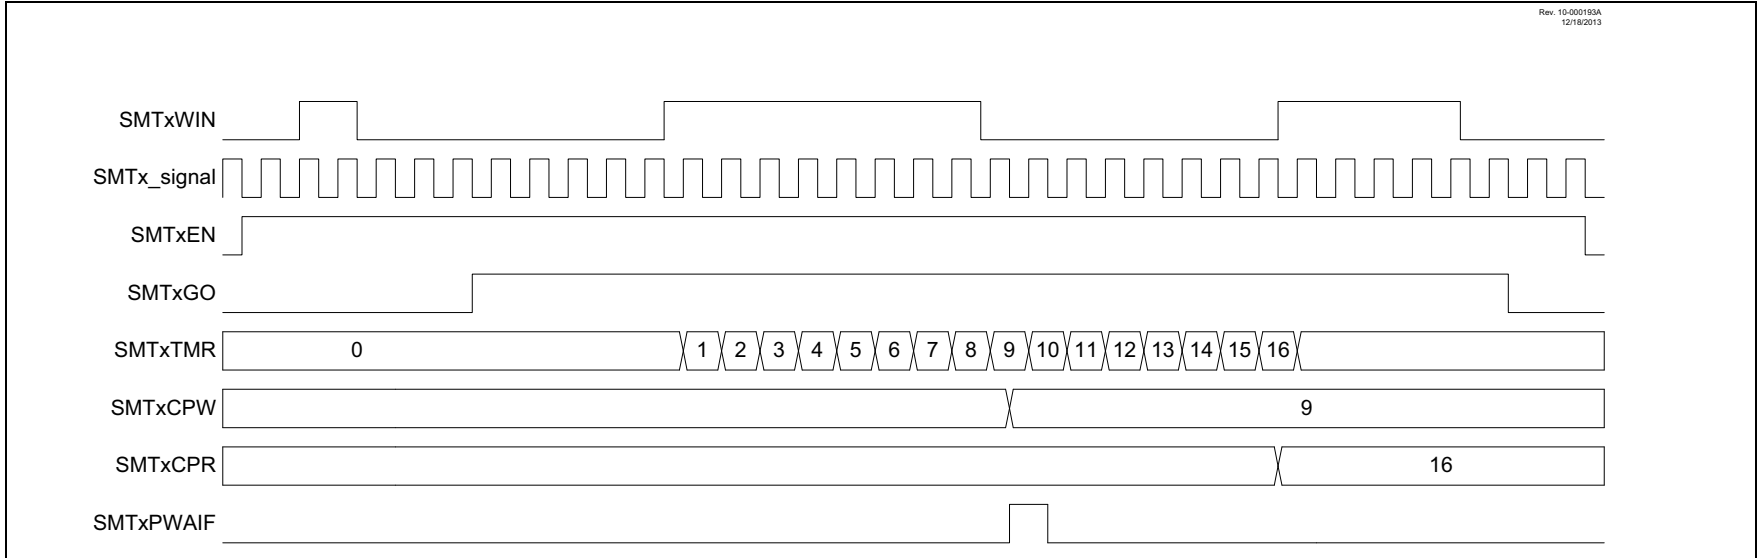 Rev. 10-000193A
12/18/2013
SMTxWIN
SMTx_signal
SMTxEN
SMTxGO
SMTxTMR 0 1 2 3 4 5 6 7 8 9 10 11 12 13 14 15 16
SMTxCPW 9
SMTxCPR 16
SMTxPWAIF